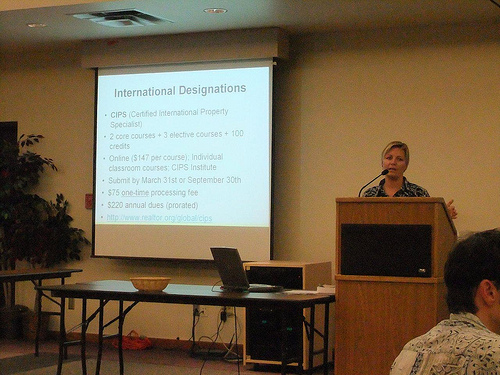 International Designations
• CIPS (Certified International Property
Specialist)
• 2 core courses + 3 elective courses + 100
credits
• Online ($147 per course); Individual
classroom courses; CIPS Institute
• Submit by March 31st or September 30th
• $75 one-time processing fee
• $220 annual dues (prorated)
• http://www.realtor.org/global/cips